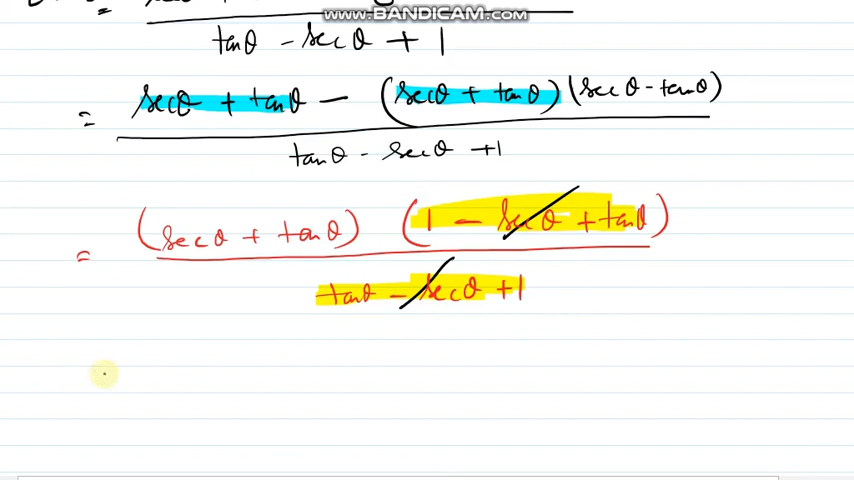 www.BANDICAM.com
=
tanθ - secθ + 1
= secθ + tanθ - (secθ + tanθ)(secθ - tanθ)
tanθ - secθ + 1
= (secθ + tanθ) (1 - secθ + tanθ)
tanθ - secθ + 1